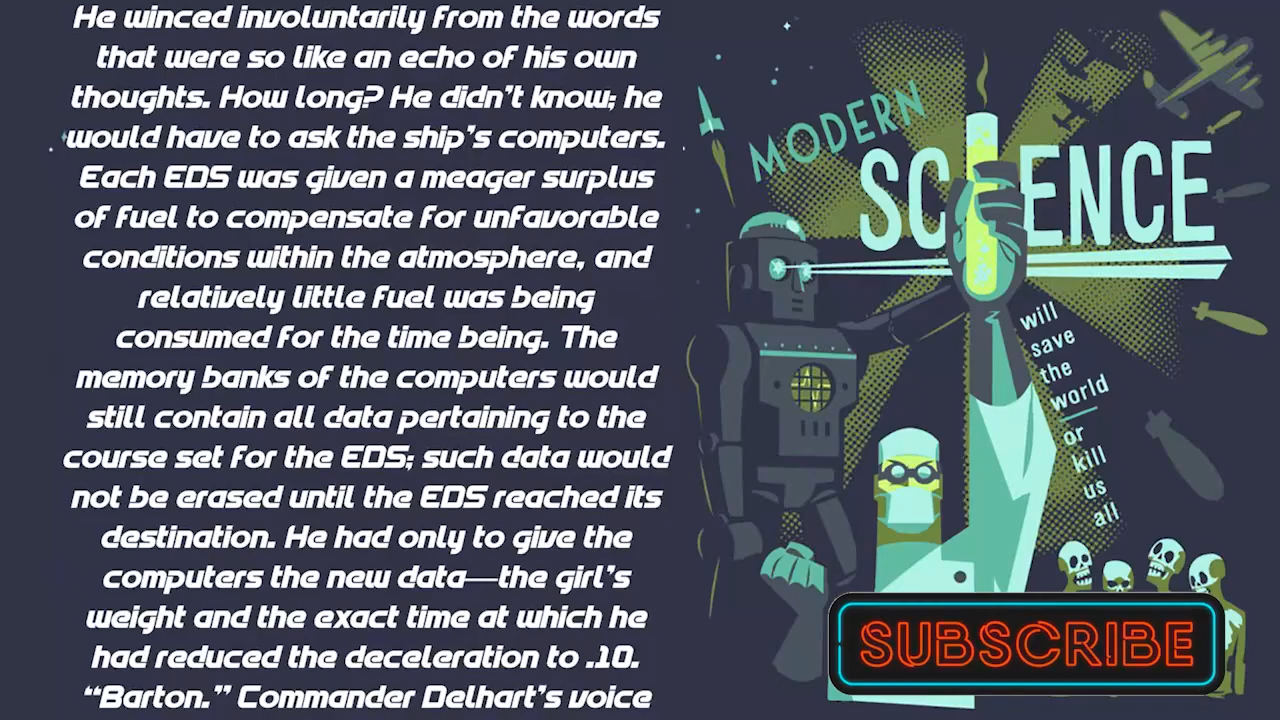 He winced involuntarily from the words
that were so like an echo of his own
thoughts. How long? He didn't know; he
would have to ask the ship's computers.
Each EDS was given a meager surplus
of fuel to compensate for unfavorable
conditions within the atmosphere, and
relatively little fuel was being
consumed for the time being. The
memory banks of the computers would
still contain all data pertaining to the
course set for the EDS; such data would
not be erased until the EDS reached its
destination. He had only to give the
computers the new data—the girl's
weight and the exact time at which he
had reduced the deceleration to .10.
“Barton.” Commander Delhart's voice
MODERN
SCIENCE
will
save
the
world
or
kill
us
all
SUBSCRIBE